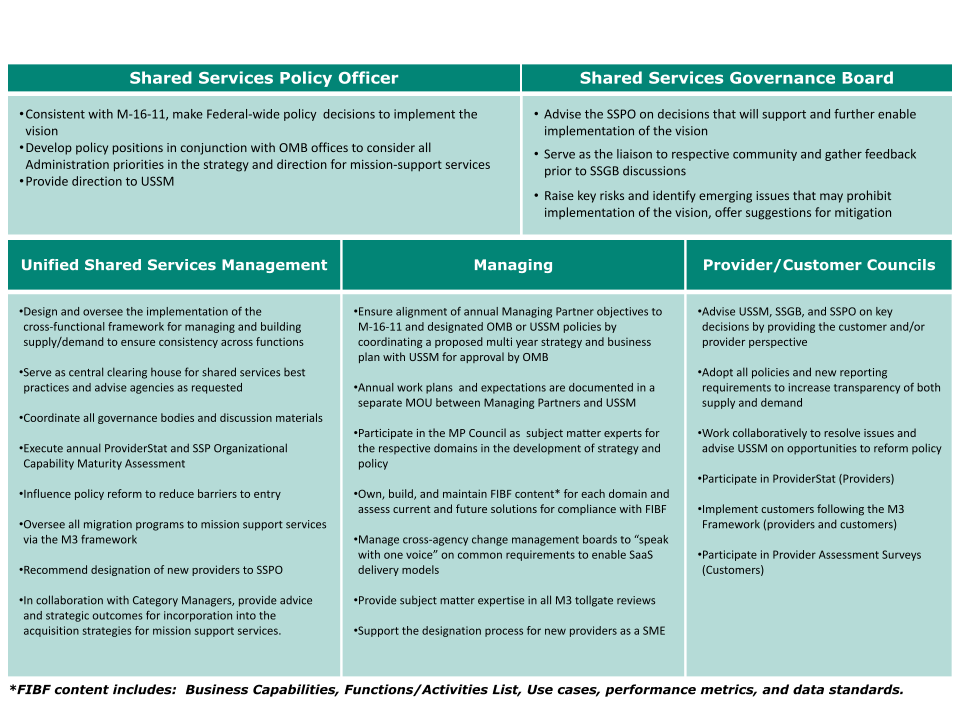 Shared Services Policy Officer
Shared Services Governance Board
•Consistent with M-16-11, make Federal-wide policy  decisions to implement the
vision
•Develop policy positions in conjunction with OMB offices to consider all
Administration priorities in the strategy and direction for mission-support services
•Provide direction to USSM
• Advise the SSPO on decisions that will support and further enable
implementation of the vision
• Serve as the liaison to respective community and gather feedback
prior to SSGB discussions
• Raise key risks and identify emerging issues that may prohibit
implementation of the vision, offer suggestions for mitigation
Unified Shared Services Management
Managing
Provider/Customer Councils
•Design and oversee the implementation of the
cross-functional framework for managing and building
supply/demand to ensure consistency across functions
•Serve as central clearing house for shared services best
practices and advise agencies as requested
•Coordinate all governance bodies and discussion materials
•Execute annual ProviderStat and SSP Organizational
Capability Maturity Assessment
•Influence policy reform to reduce barriers to entry
•Oversee all migration programs to mission support services
via the M3 framework
•Recommend designation of new providers to SSPO
•In collaboration with Category Managers, provide advice
and strategic outcomes for incorporation into the
acquisition strategies for mission support services.
•Ensure alignment of annual Managing Partner objectives to
M-16-11 and designated OMB or USSM policies by
coordinating a proposed multi year strategy and business
plan with USSM for approval by OMB
•Annual work plans  and expectations are documented in a
separate MOU between Managing Partners and USSM
•Participate in the MP Council as  subject matter experts for
the respective domains in the development of strategy and
policy
•Own, build, and maintain FIBF content* for each domain and
assess current and future solutions for compliance with FIBF
•Manage cross-agency change management boards to “speak
with one voice” on common requirements to enable SaaS
delivery models
•Provide subject matter expertise in all M3 tollgate reviews
•Support the designation process for new providers as a SME
•Advise USSM, SSGB, and SSPO on key
decisions by providing the customer and/or
provider perspective
•Adopt all policies and new reporting
requirements to increase transparency of both
supply and demand
•Work collaboratively to resolve issues and
advise USSM on opportunities to reform policy
•Participate in ProviderStat (Providers)
•Implement customers following the M3
Framework (providers and customers)
•Participate in Provider Assessment Surveys
(Customers)
*FIBF content includes:  Business Capabilities, Functions/Activities List, Use cases, performance metrics, and data standards.